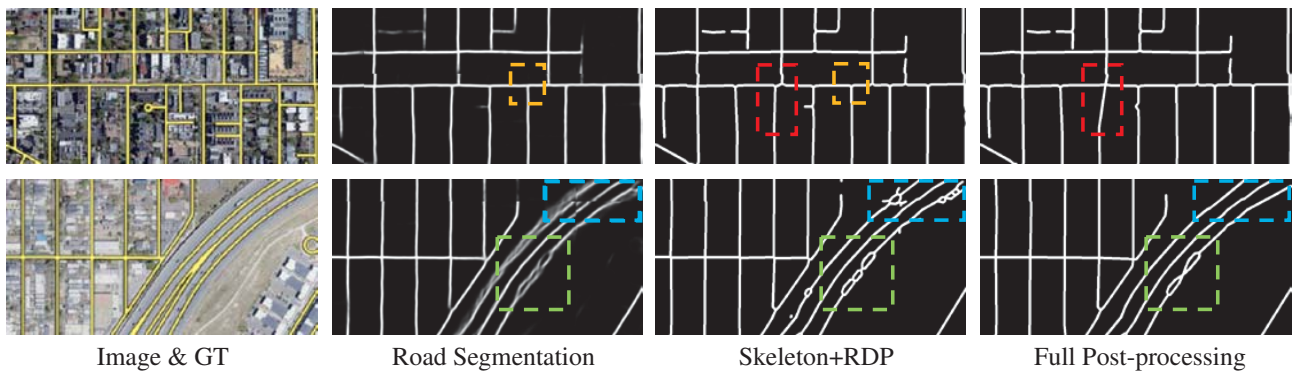 Image & GT
Road Segmentation
Skeleton+RDP
Full Post-processing